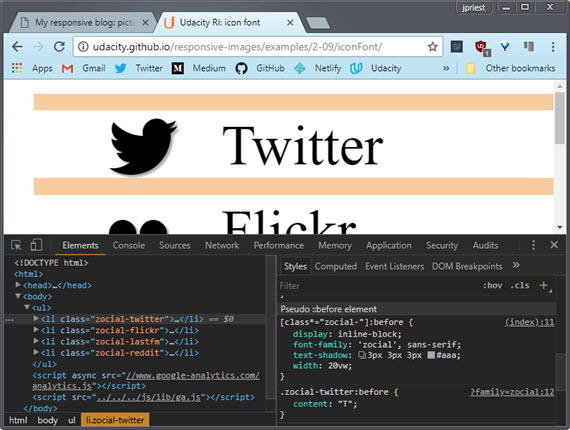 My responsive blog: pict
Udacity RI: icon font
jpriest
udacity.github.io/responsive-images/examples/2-09/iconFont/
Apps Gmail Twitter Medium GitHub Netlify Udacity » Other bookmarks
Twitter
Flickr
Elements Console Sources Network Performance Memory Application Security Audits
<!DOCTYPE html>
<html>
<head>…</head>
<body>
<ul>
<li class="zocial-twitter">…</li> == $0
<li class="zocial-flickr">…</li>
<li class="zocial-lastfm">…</li>
<li class="zocial-reddit">…</li>
</ul>
<script async src="//www.google-analytics.com/
analytics.js"></script>
<script src="../../../js/lib/ga.js"></script>
</body>
html body ul li.zocial-twitter
Styles Computed Event Listeners DOM Breakpoints »
Filter :hov .cls +
Pseudo ::before element
[class*="zocial-"]:before { (index):11
display: inline-block;
font-family: 'zocial', sans-serif;
text-shadow: 3px 3px 3px #aaa;
width: 20vw;
}
.zocial-twitter:before { ?family=zocial:12
content: "T";
}